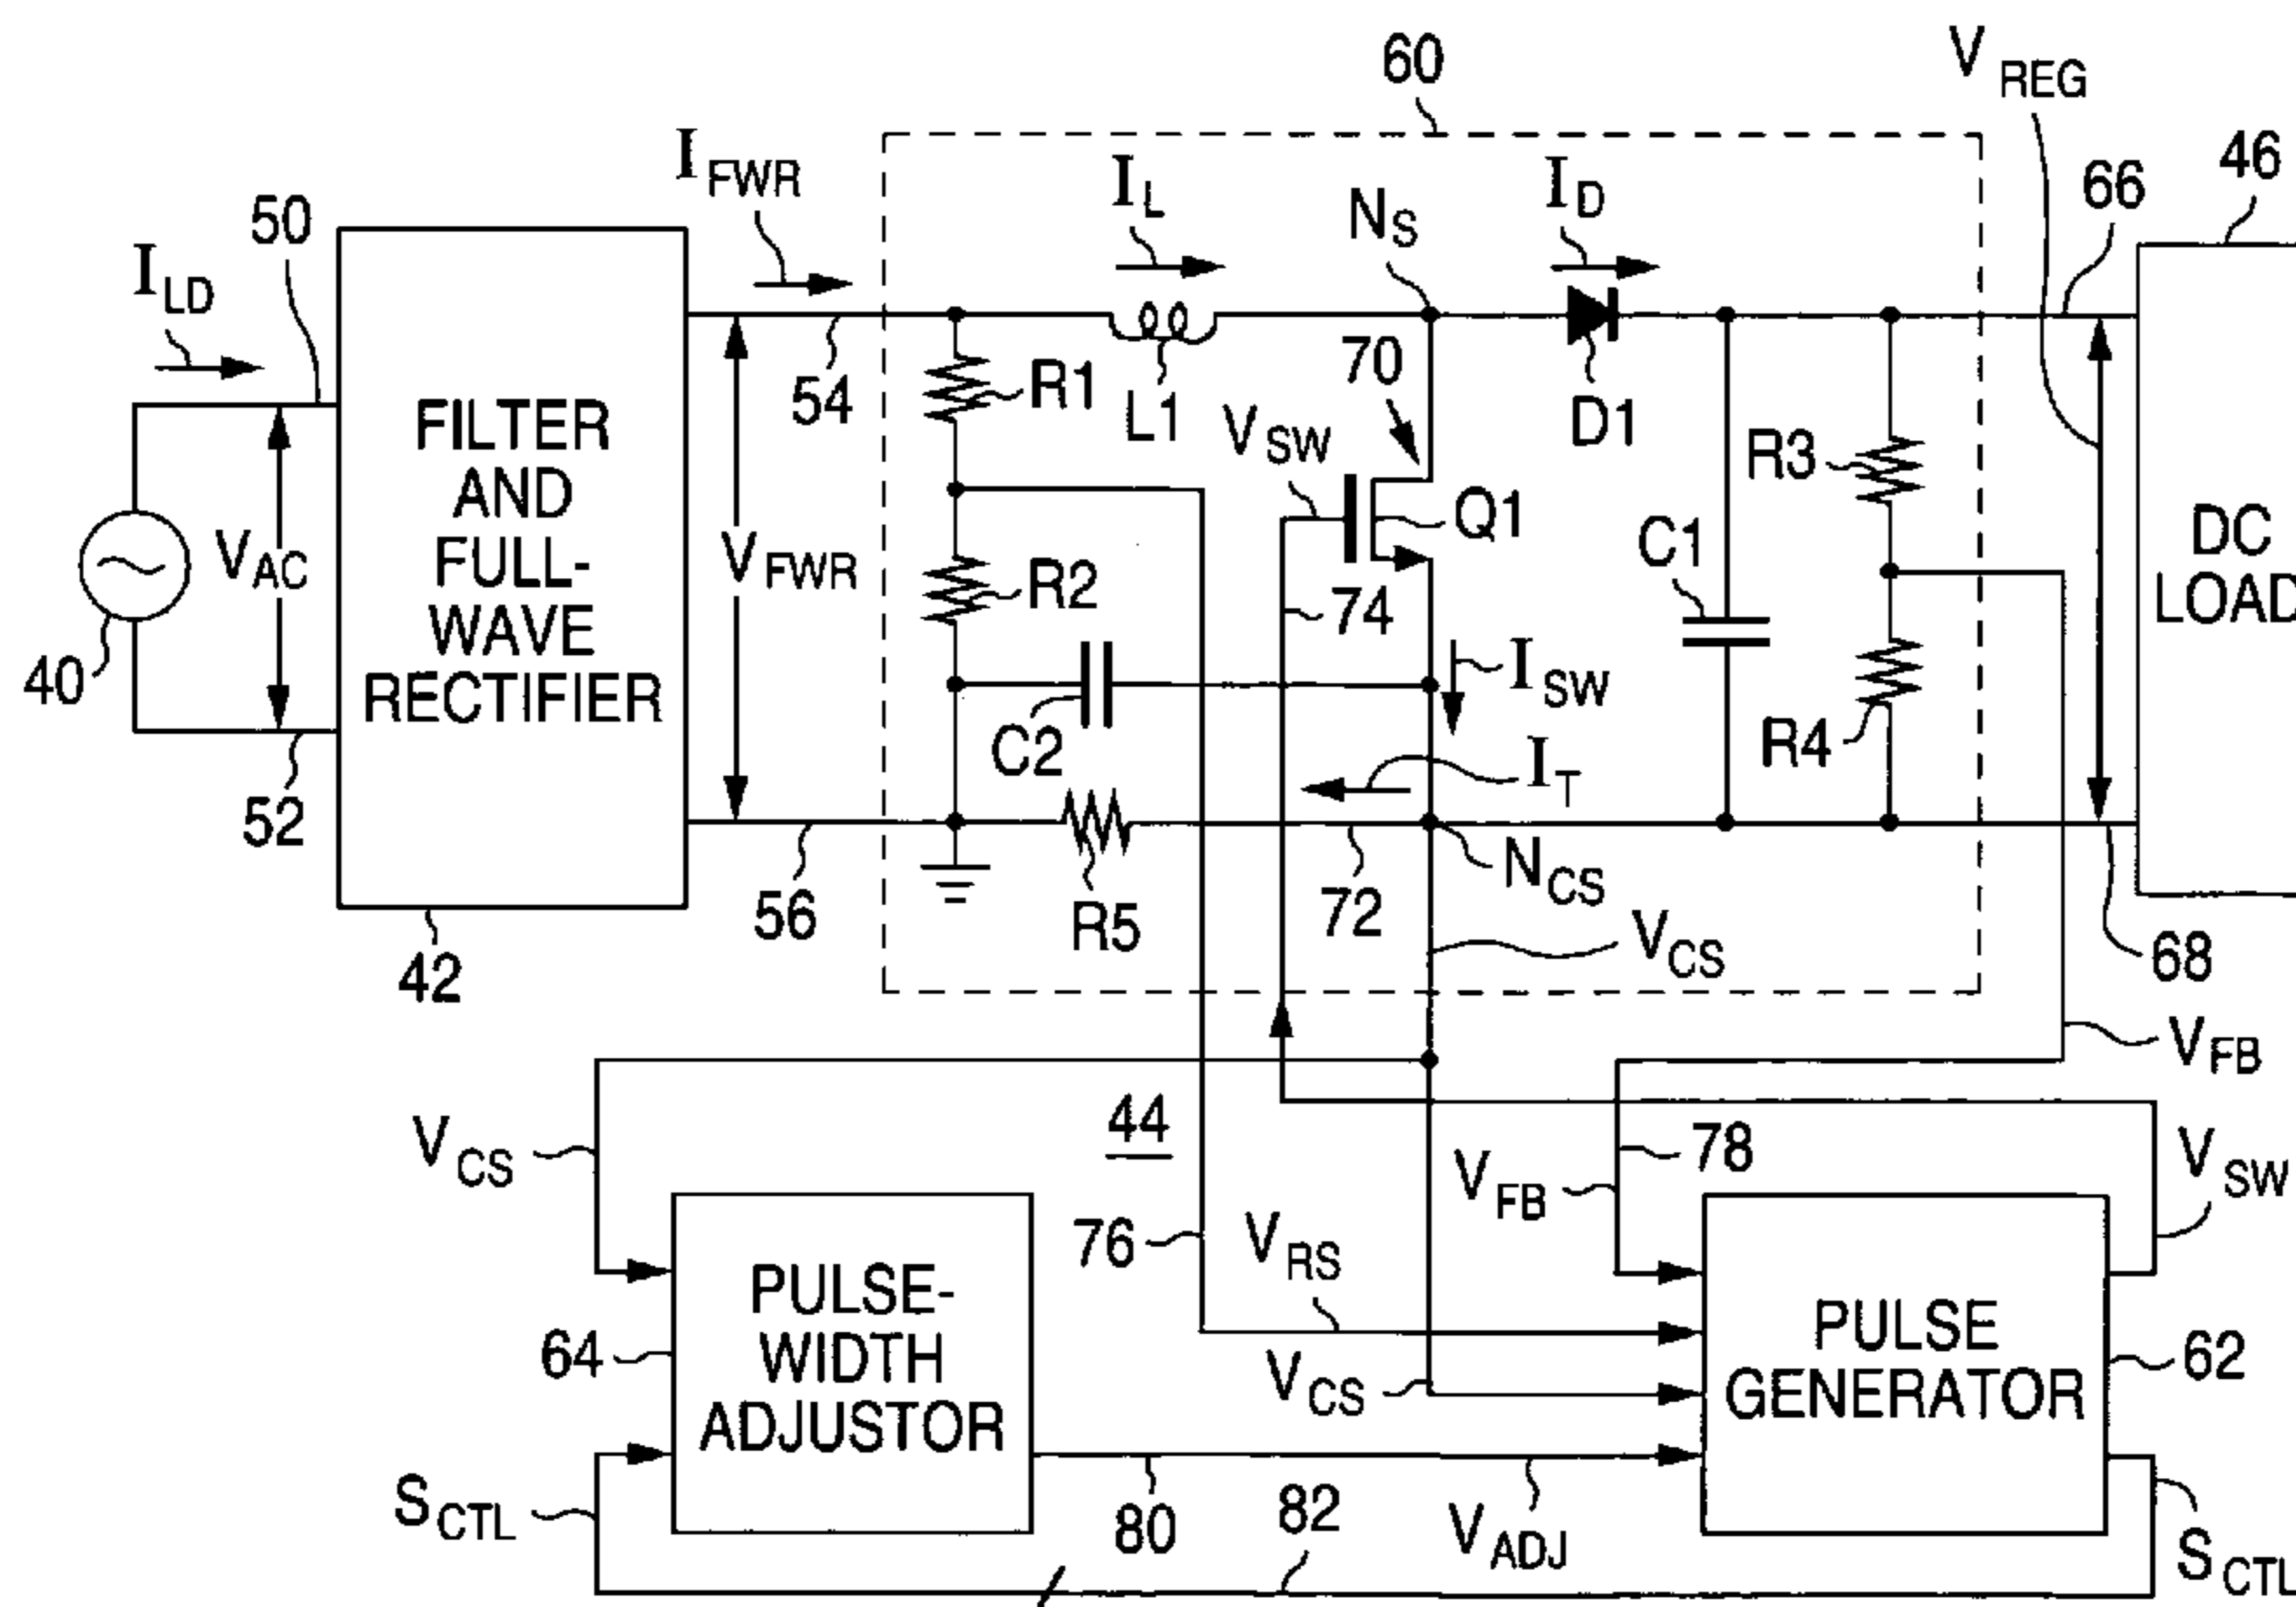 60
V REG
I FWR
I L
N S
I D
66
46
50
I LD
54
R1
L1
70
V SW
D1
R3
FILTER
AND
FULL-
WAVE
RECTIFIER
V AC
V FWR
R2
Q1
C1
DC
LOAD
40
74
I SW
C2
R4
52
I T
56
R5
72
N CS
42
V CS
68
V FB
V CS
44
78
V SW
V FB
76
V RS
64
PULSE-
WIDTH
ADJUSTOR
V CS
PULSE
GENERATOR
62
S CTL
80
82
V ADJ
S CTL